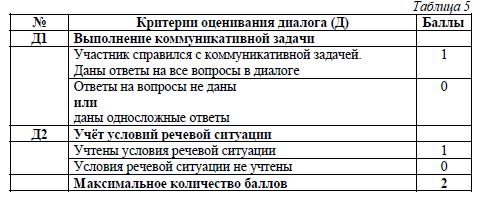 Таблица 5
№ Критерии оценивания диалога (Д) Баллы
Д1 Выполнение коммуникативной задачи
Участник справился с коммуникативной задачей. 1
Даны ответы на все вопросы в диалоге
Ответы на вопросы не даны 0
или
даны односложные ответы
Д2 Учёт условий речевой ситуации
Учтены условия речевой ситуации 1
Условия речевой ситуации не учтены 0
Максимальное количество баллов 2